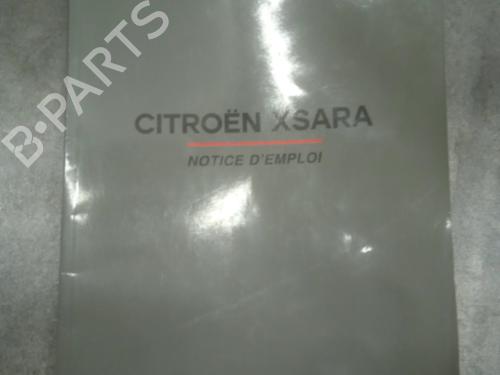 B-PARTS
CITROËN XSARA
NOTICE D'EMPLOI